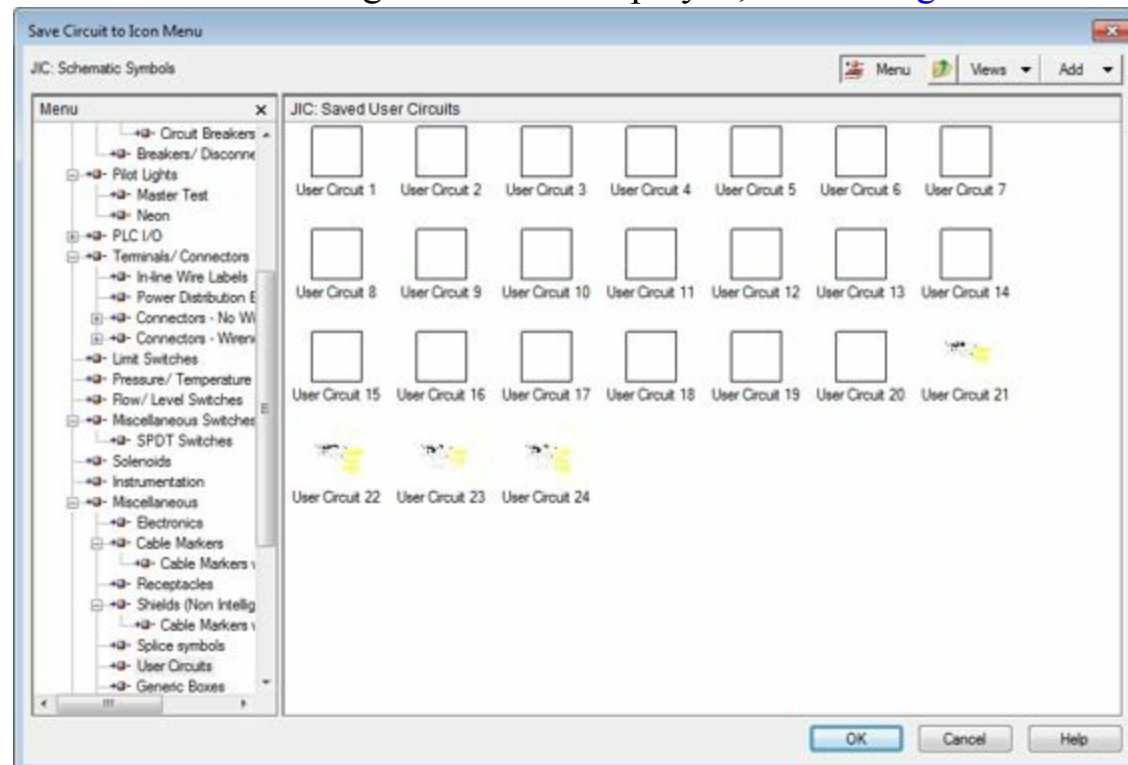 Save Circuit to Icon Menu
JIC: Schematic Symbols
Menu Views Add
Menu x
JIC: Saved User Circuits
Circuit Breakers
Breakers/ Disconne
Pilot Lights
Master Test
Neon
PLC I/O
Terminals/ Connectors
In-line Wire Labels
Power Distribution B
Connectors - No Wi
Connectors - Wiren
Limit Switches
Pressure/ Temperature
Flow/ Level Switches
Miscellaneous Switches
SPDT Switches
Solenoids
Instrumentation
Miscellaneous
Electronics
Cable Markers
Cable Markers
Receptacles
Shields (Non Intellig
Cable Markers
Splice symbols
User Circuits
Generic Boxes
User Circuit 1 User Circuit 2 User Circuit 3 User Circuit 4 User Circuit 5 User Circuit 6 User Circuit 7
User Circuit 8 User Circuit 9 User Circuit 10 User Circuit 11 User Circuit 12 User Circuit 13 User Circuit 14
User Circuit 15 User Circuit 16 User Circuit 17 User Circuit 18 User Circuit 19 User Circuit 20 User Circuit 21
User Circuit 22 User Circuit 23 User Circuit 24
OK Cancel Help